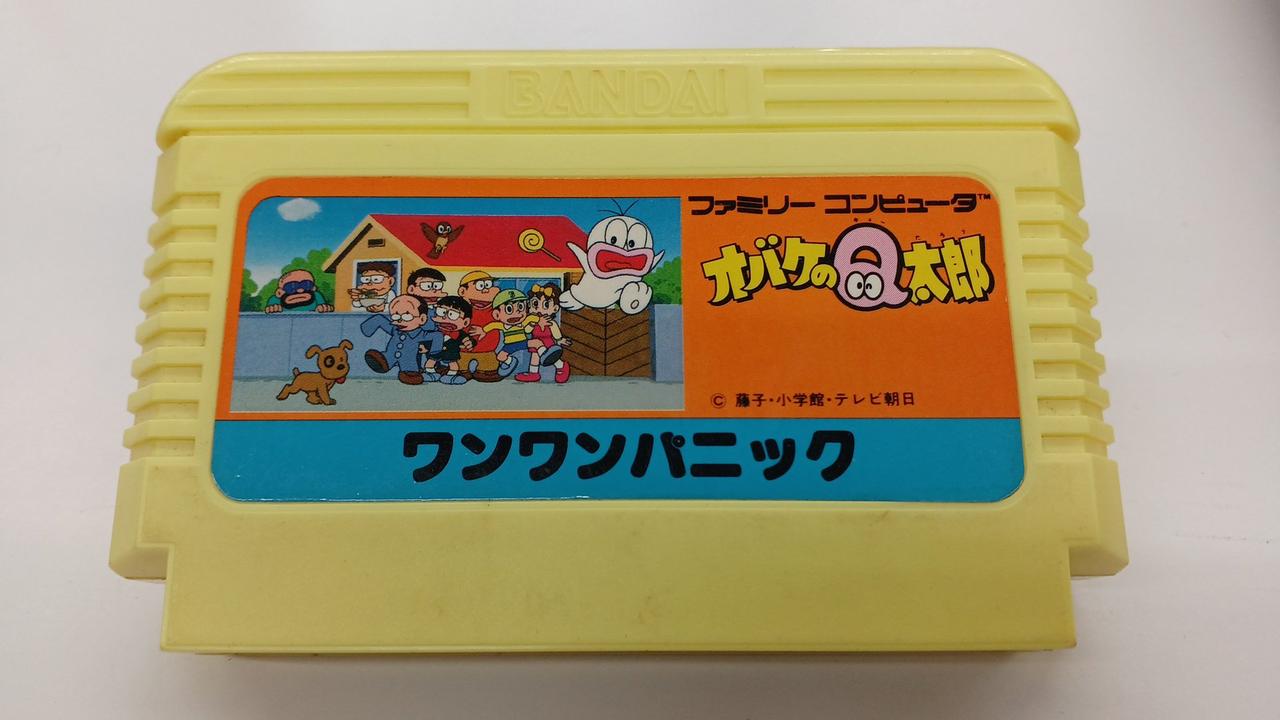 BANDAI
ファミリー コンピュータ™
オバケのQ太郎
© 藤子・小学館・テレビ朝日
ワンワンパニック